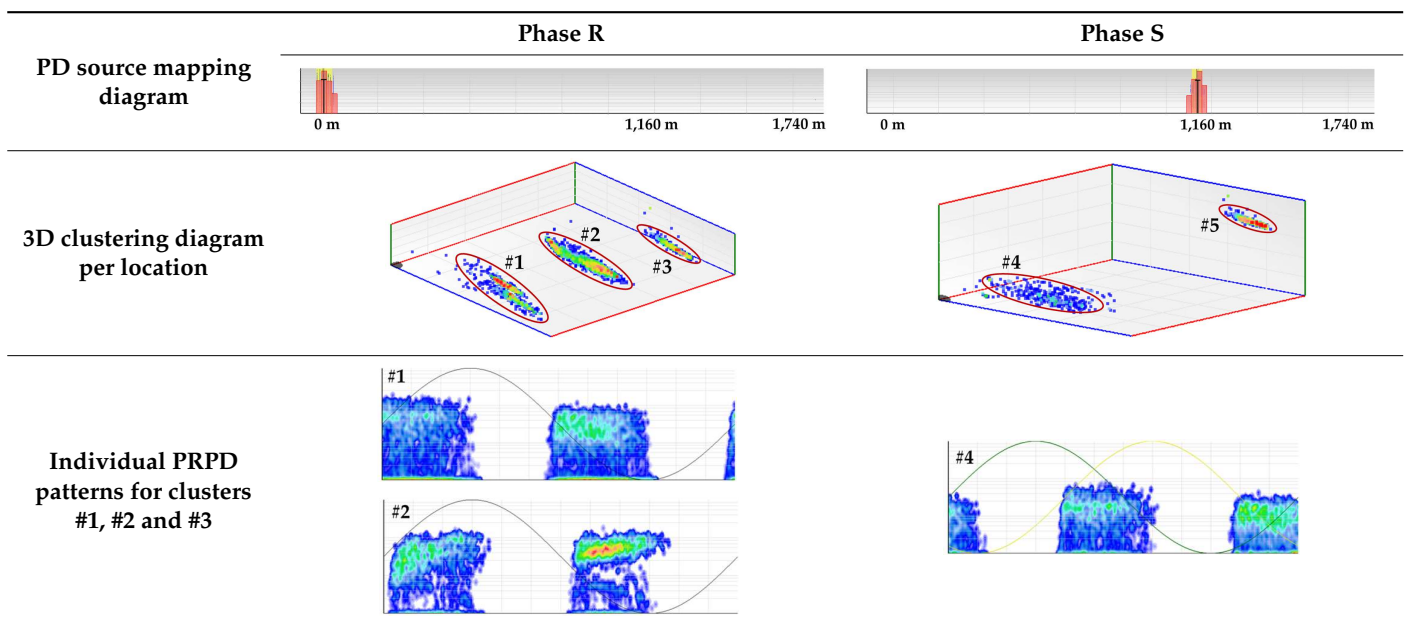 Phase R
Phase S
PD source mapping
diagram
0 m
1,160 m
1,740 m
0 m
1,160 m
1,740 m
3D clustering diagram
per location
#1
#2
#3
#4
#5
Individual PRPD
patterns for clusters
#1, #2 and #3
#1
#2
#4